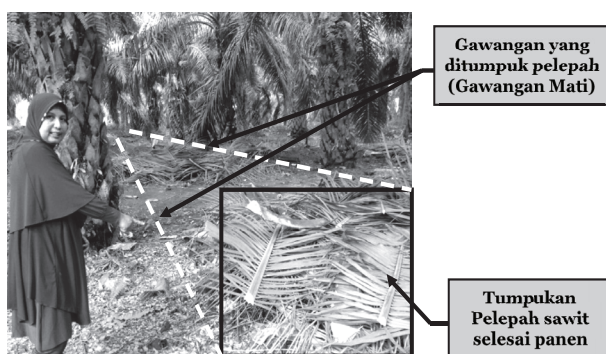 Gawangan yang
ditumpuk pelepah
(Gawangan Mati)
Tumpukan
Pelepah sawit
selesai panen